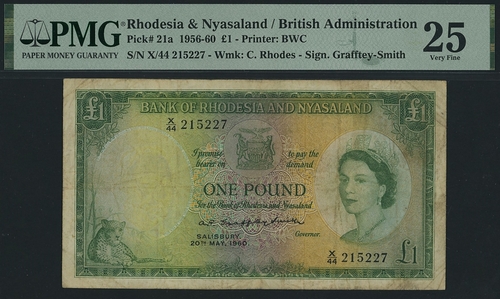 PMG
PAPER MONEY GUARANTY
Rhodesia & Nyasaland / British Administration
Pick# 21a 1956-60 £1 - Printer: BWC
S/N X/44 215227 - Wmk: C. Rhodes - Sign. Grafftey-Smith
25
Very Fine
£1
BANK OF RHODESIA AND NYASALAND
£1
X/44 215227
I promise to pay the
bearer on demand
ONE POUND
for the Bank of Rhodesia and Nyasaland
A P Grafftey Smith
Governor.
SALISBURY,
20TH MAY, 1960
X/44 215227
£1